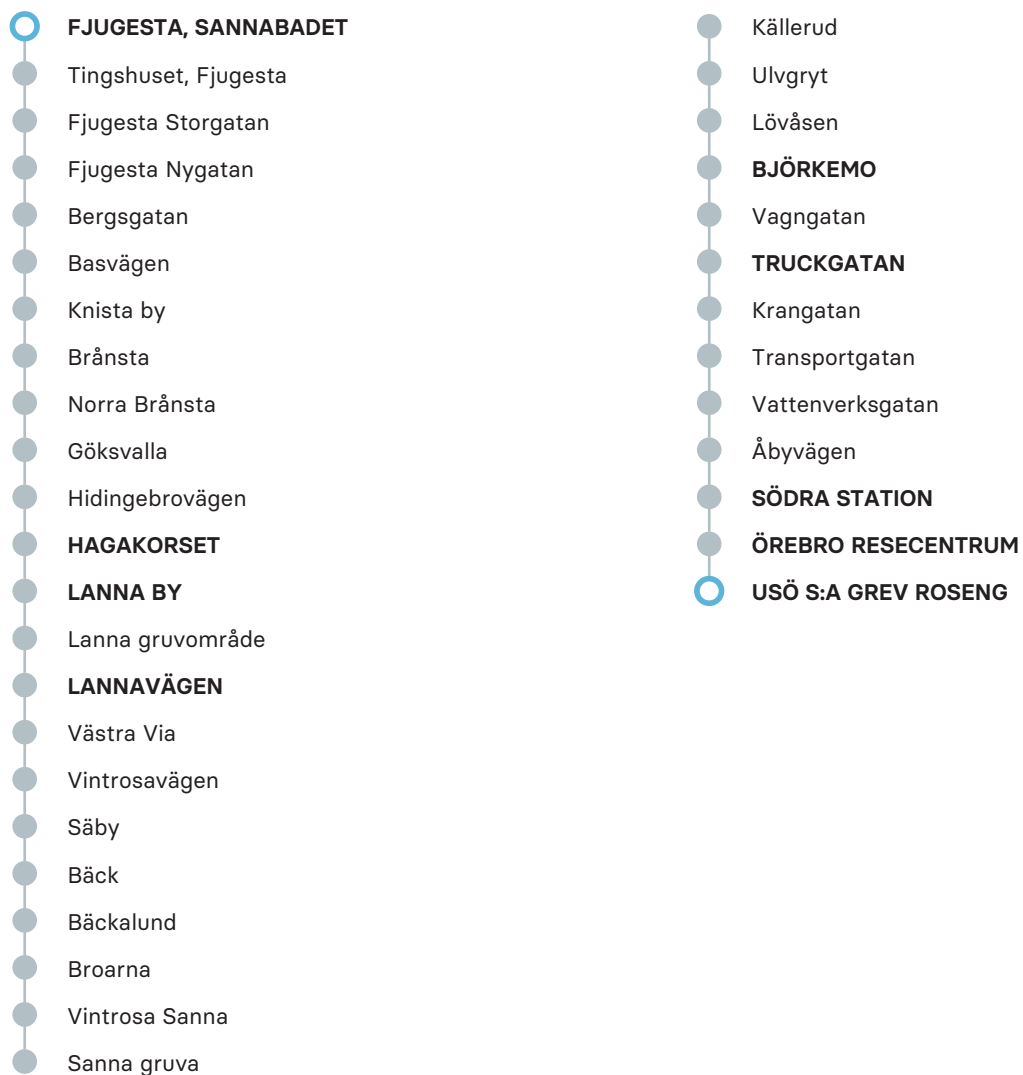 FJUGESTA, SANNABADET
Tingshuset, Fjugesta
Fjugesta Storgatan
Fjugesta Nygatan
Bergsgatan
Basvägen
Knista by
Brånsta
Norra Brånsta
Göksvalla
Hidingebrovägen
HAGAKORSET
LANNA BY
Lanna gruvområde
LANNAVÄGEN
Västra Via
Vintrosavägen
Säby
Bäck
Bäckalund
Broarna
Vintrosa Sanna
Sanna gruva
Källerud
Ulvgryt
Lövåsen
BJÖRKEMO
Vagngatan
TRUCKGATAN
Krangatan
Transportgatan
Vattenverksgatan
Åbyvägen
SÖDRA STATION
ÖREBRO RESECENTRUM
USÖ S:A GREV ROSENG